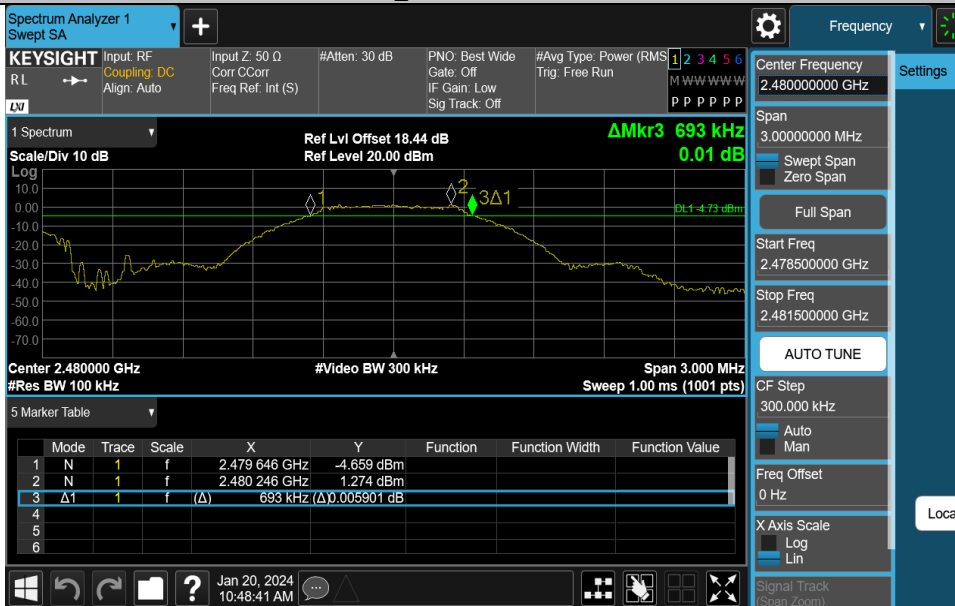 Spectrum Analyzer 1
Swept SA
+
Frequency
KEYSIGHT
RL
LXI
Input: RF
Coupling: DC
Align: Auto
Input Z: 50 Ω
Corr CCorr
Freq Ref: Int (S)
#Atten: 30 dB
PNO: Best Wide
Gate: Off
IF Gain: Low
Sig Track: Off
#Avg Type: Power (RMS
Trig: Free Run
1 2 3 4 5 6
M W W W W W
P P P P P P
Center Frequency
2.480000000 GHz
Settings
1 Spectrum
Scale/Div 10 dB
Ref Lvl Offset 18.44 dB
Ref Level 20.00 dBm
ΔMkr3 693 kHz
0.01 dB
Log
10.0
0.00
-10.0
-20.0
-30.0
-40.0
-50.0
-60.0
-70.0
1
2
3Δ1
DL1 -4.73 dBm
Center 2.480000 GHz
#Res BW 100 kHz
#Video BW 300 kHz
Span 3.000 MHz
Sweep 1.00 ms (1001 pts)
Span
3.00000000 MHz
Swept Span
Zero Span
Full Span
Start Freq
2.478500000 GHz
Stop Freq
2.481500000 GHz
AUTO TUNE
CF Step
300.000 kHz
Auto
Man
Freq Offset
0 Hz
X Axis Scale
Log
Lin
Signal Track
(Span Zoom)
Loca
5 Marker Table
Mode Trace Scale X Y Function Function Width Function Value
1 N 1 f 2.479 646 GHz -4.659 dBm
2 N 1 f 2.480 246 GHz 1.274 dBm
3 Δ1 1 f (Δ) 693 kHz (Δ)0.005901 dB
4
5
6
?
Jan 20, 2024
10:48:41 AM